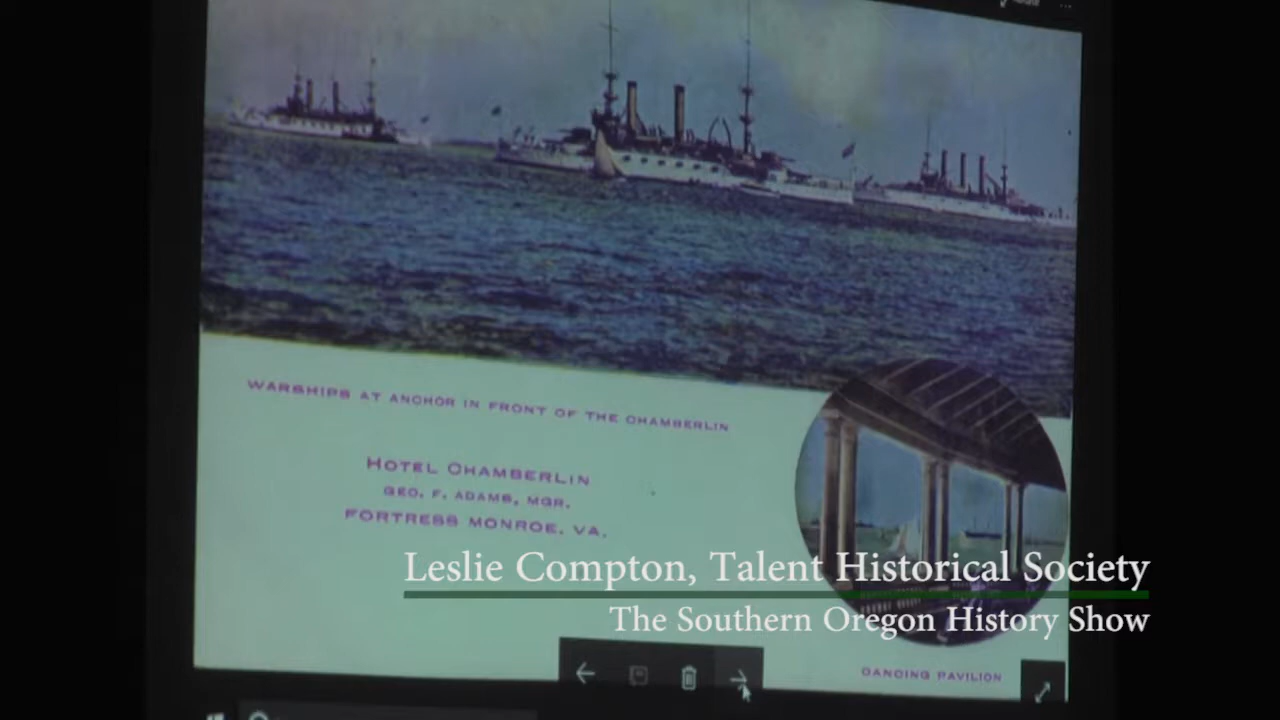 WARSHIPS AT ANCHOR IN FRONT OF THE CHAMBERLIN
HOTEL CHAMBERLIN
GEO. F. ADAMS, MGR.
FORTRESS MONROE, VA.
Leslie Compton, Talent Historical Society
The Southern Oregon History Show
DANCING PAVILION